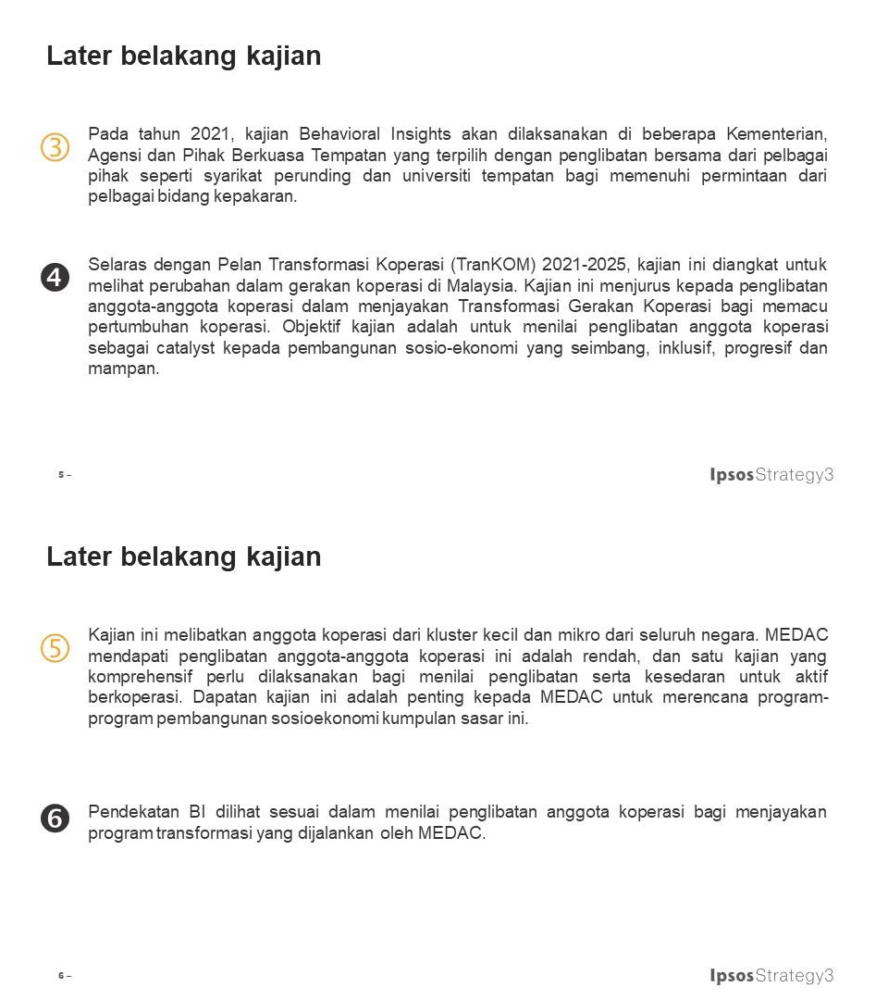 Later belakang kajian
3
Pada tahun 2021, kajian Behavioral Insights akan dilaksanakan di beberapa Kementerian,
Agensi dan Pihak Berkuasa Tempatan yang terpilih dengan penglibatan bersama dari pelbagai
pihak seperti syarikat perunding dan universiti tempatan bagi memenuhi permintaan dari
pelbagai bidang kepakaran.
4
Selaras dengan Pelan Transformasi Koperasi (TranKOM) 2021-2025, kajian ini diangkat untuk
melihat perubahan dalam gerakan koperasi di Malaysia. Kajian ini menjurus kepada penglibatan
anggota-anggota koperasi dalam menjayakan Transformasi Gerakan Koperasi bagi memacu
pertumbuhan koperasi. Objektif kajian adalah untuk menilai penglibatan anggota koperasi
sebagai catalyst kepada pembangunan sosio-ekonomi yang seimbang, inklusif, progresif dan
mampan.
5 –
IpsosStrategy3
Later belakang kajian
5
Kajian ini melibatkan anggota koperasi dari kluster kecil dan mikro dari seluruh negara. MEDAC
mendapati penglibatan anggota-anggota koperasi ini adalah rendah, dan satu kajian yang
komprehensif perlu dilaksanakan bagi menilai penglibatan serta kesedaran untuk aktif
berkoperasi. Dapatan kajian ini adalah penting kepada MEDAC untuk merencana program-
program pembangunan sosioekonomi kumpulan sasar ini.
6
Pendekatan BI dilihat sesuai dalam menilai penglibatan anggota koperasi bagi menjayakan
program transformasi yang dijalankan oleh MEDAC.
6 –
IpsosStrategy3